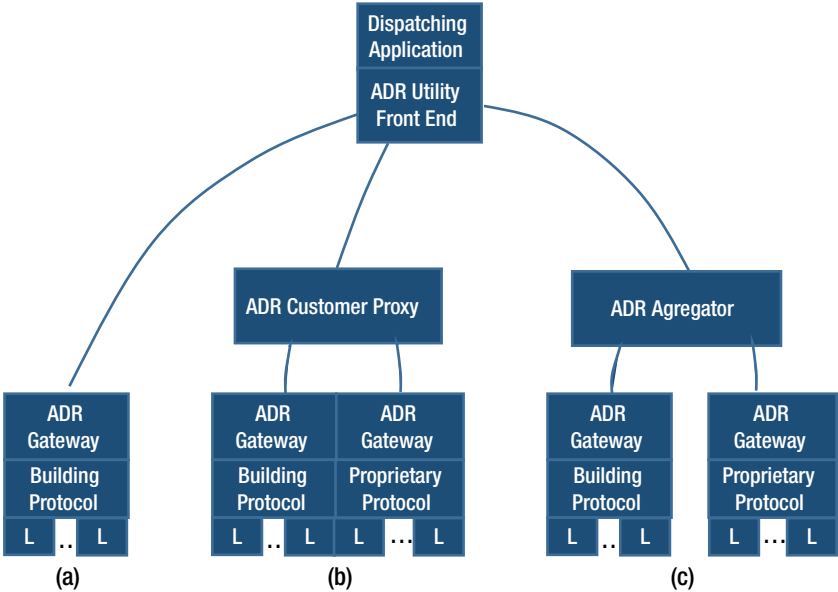 Dispatching
Application
ADR Utility
Front End
ADR Customer Proxy
ADR Agregator
ADR
Gateway
Building
Protocol
L .. L
ADR
Gateway
Building
Protocol
L .. L
ADR
Gateway
Proprietary
Protocol
L ... L
ADR
Gateway
Building
Protocol
L .. L
ADR
Gateway
Proprietary
Protocol
L ... L
(a)
(b)
(c)